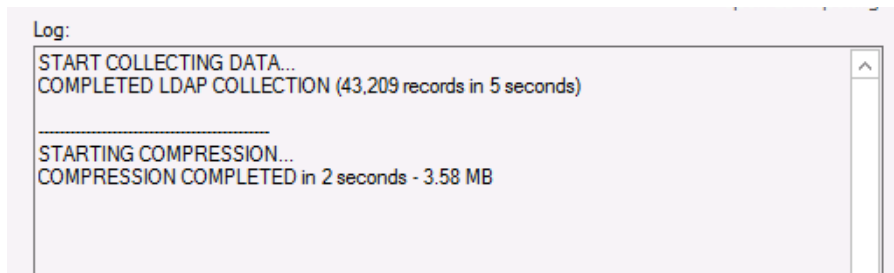 Log:
START COLLECTING DATA...
COMPLETED LDAP COLLECTION (43,209 records in 5 seconds)
--------------------------------------------
STARTING COMPRESSION...
COMPRESSION COMPLETED in 2 seconds - 3.58 MB